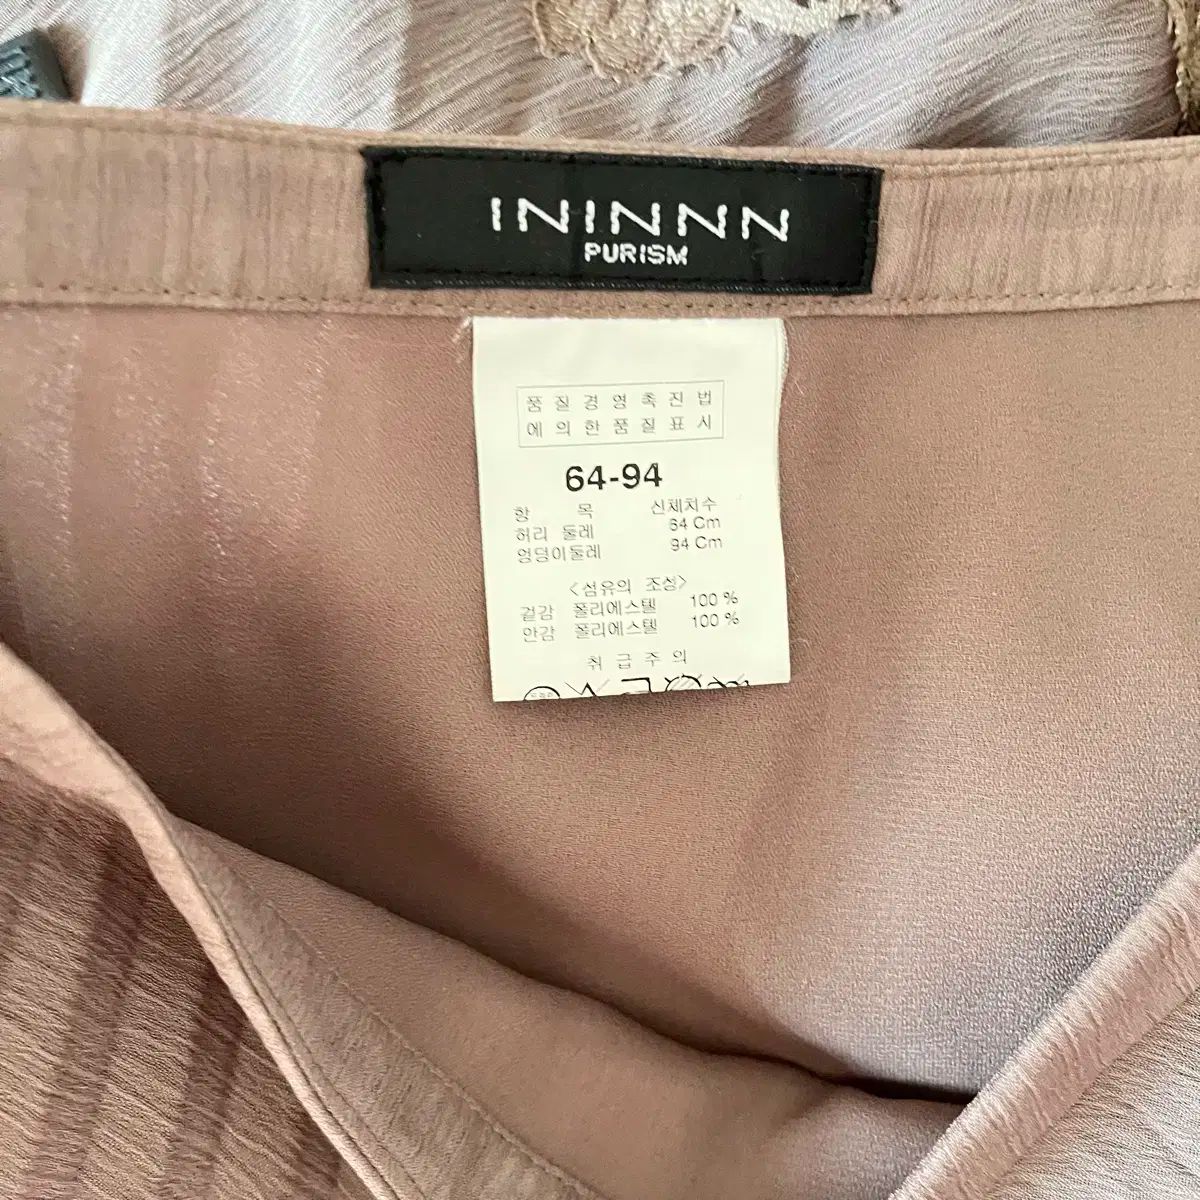 ININNN
PURISM
품질경영촉진법
에의한품질표시
64-94
항 목 신체치수
허리 둘레 64 Cm
엉덩이둘레 94 Cm
<섬유의 조성>
겉감 폴리에스텔 100 %
안감 폴리에스텔 100 %
취급주의